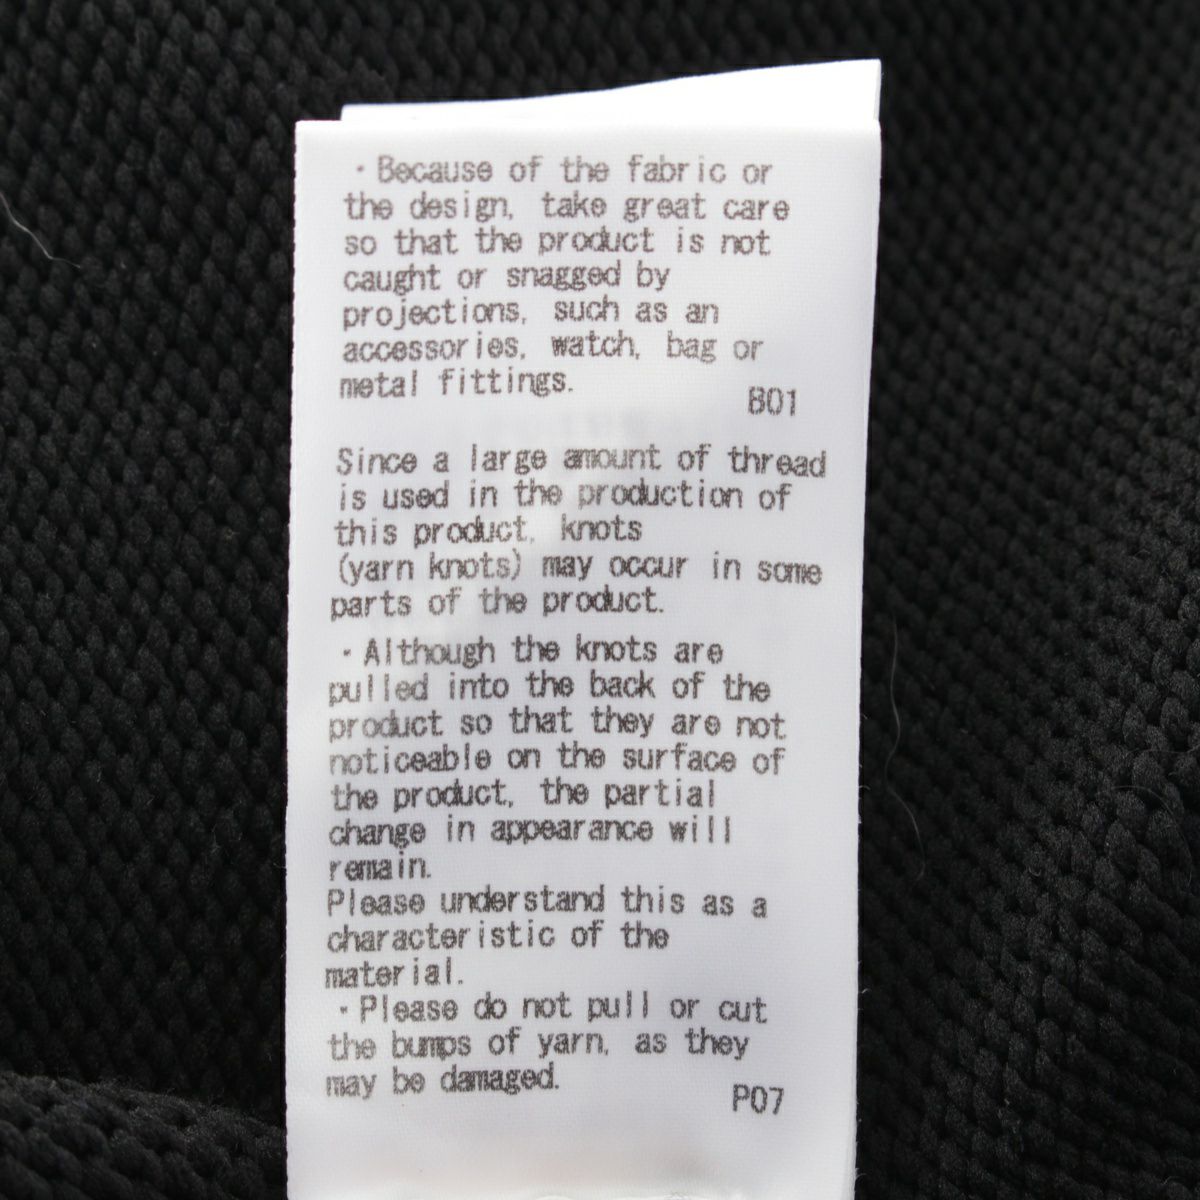 ・Because of the fabric or
the design, take great care
so that the product is not
caught or snagged by
projections, such as an
accessories, watch, bag or
metal fittings.
B01
Since a large amount of thread
is used in the production of
this product, knots
(yarn knots) may occur in some
parts of the product.
・Although the knots are
pulled into the back of the
product so that they are not
noticeable on the surface of
the product, the partial
change in appearance will
remain.
Please understand this as a
characteristic of the
material.
・Please do not pull or cut
the bumps of yarn, as they
may be damaged.
P07